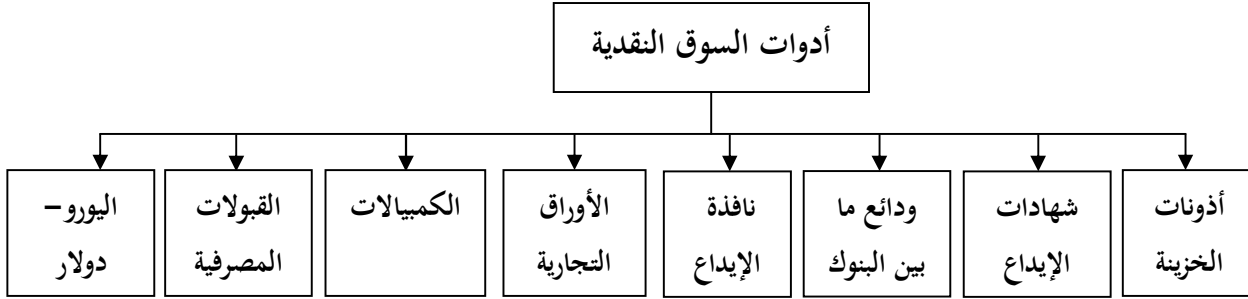 أدوات السوق النقدية
أذونات
الخزينة
شهادات
الإيداع
ودائع ما
بين البنوك
نافذة
الإيداع
الأوراق
التجارية
الكمبيالات
القبولات
المصرفية
اليورو–
دولار